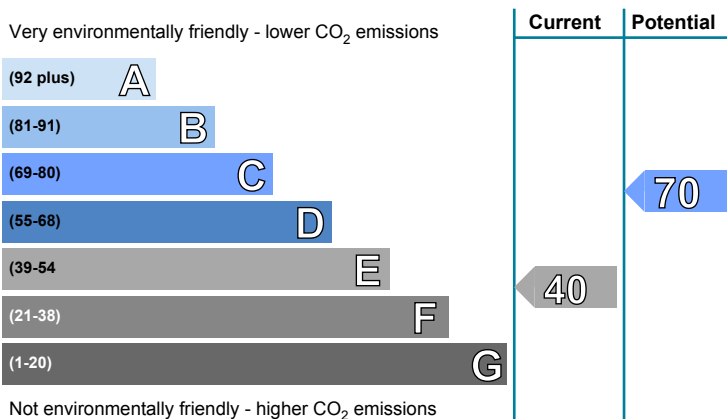 Very environmentally friendly - lower CO2 emissions
Current
Potential
(92 plus) A
(81-91) B
(69-80) C
70
(55-68) D
(39-54 E
40
(21-38) F
(1-20) G
Not environmentally friendly - higher CO2 emissions